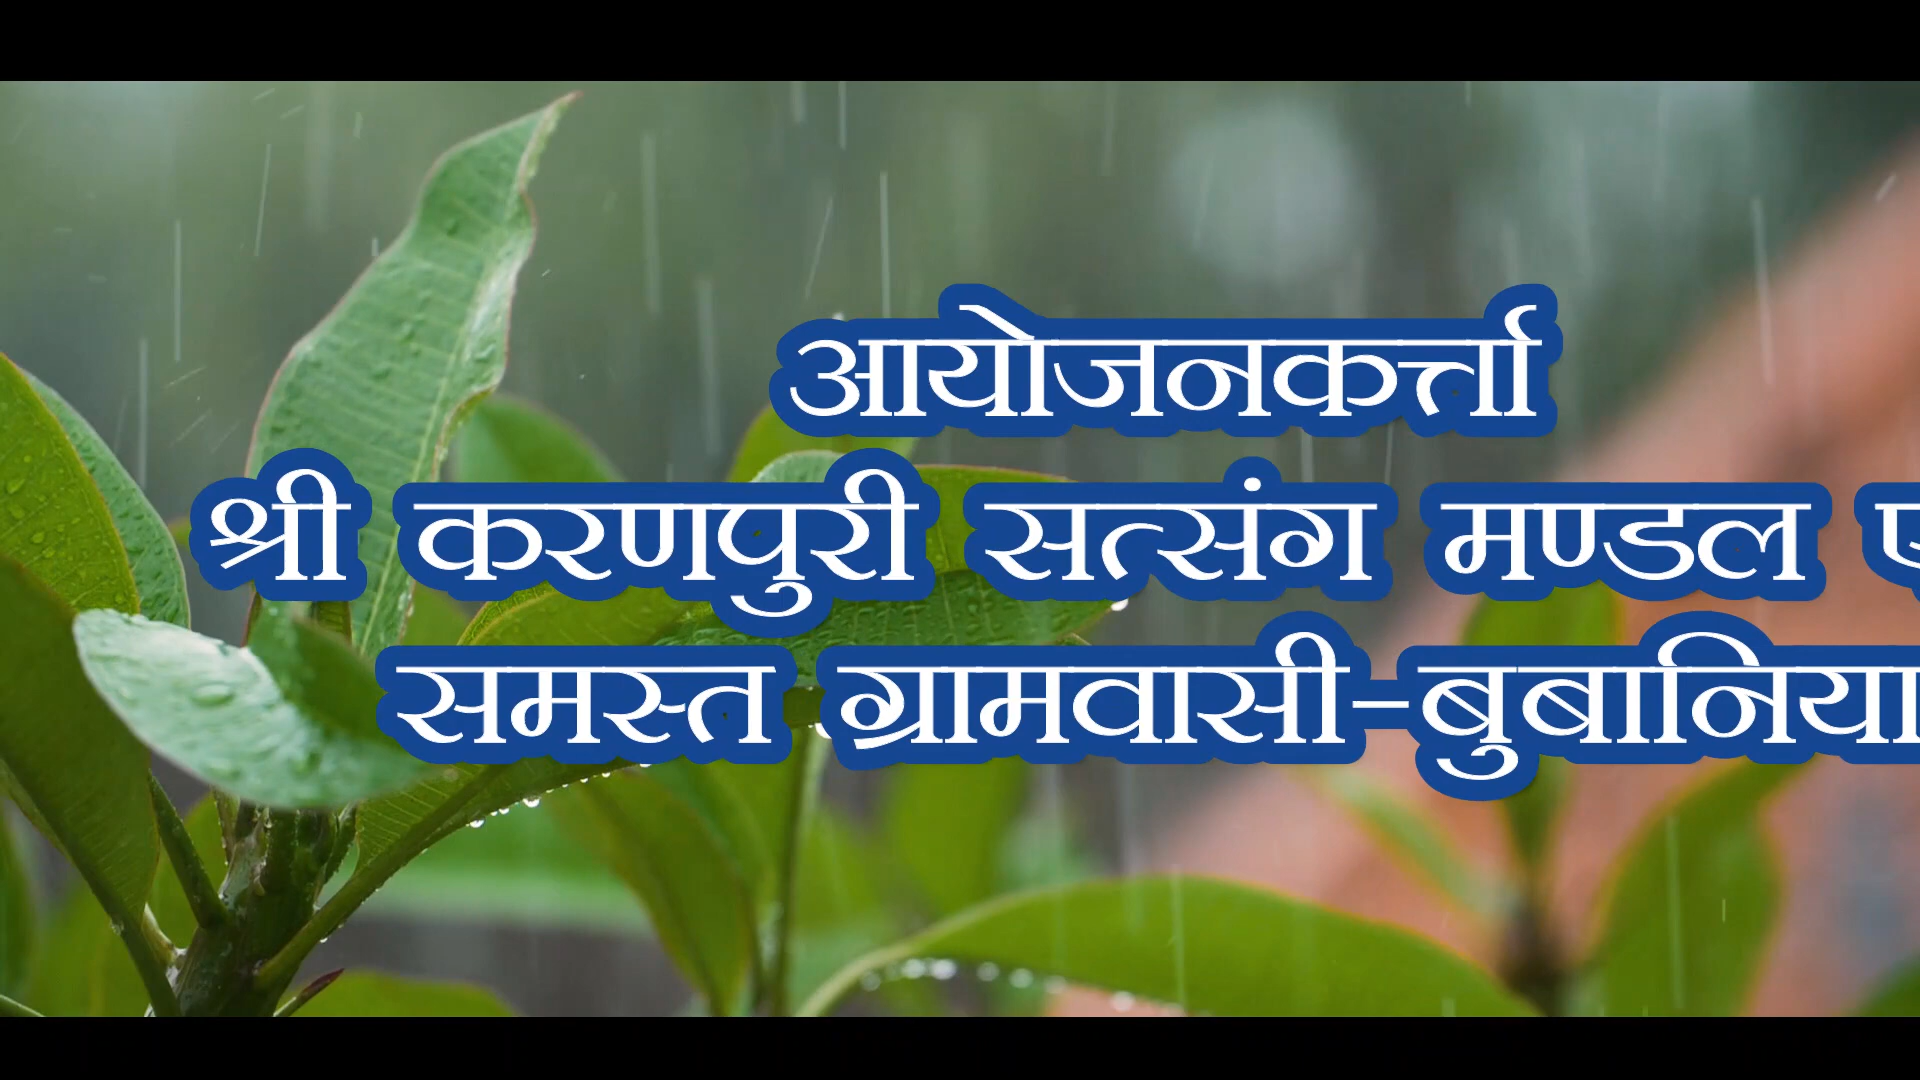 आयोजनकर्त्ता
श्री करणपुरी सत्संग मण्डल
समस्त ग्रामवासी-बुबानिया